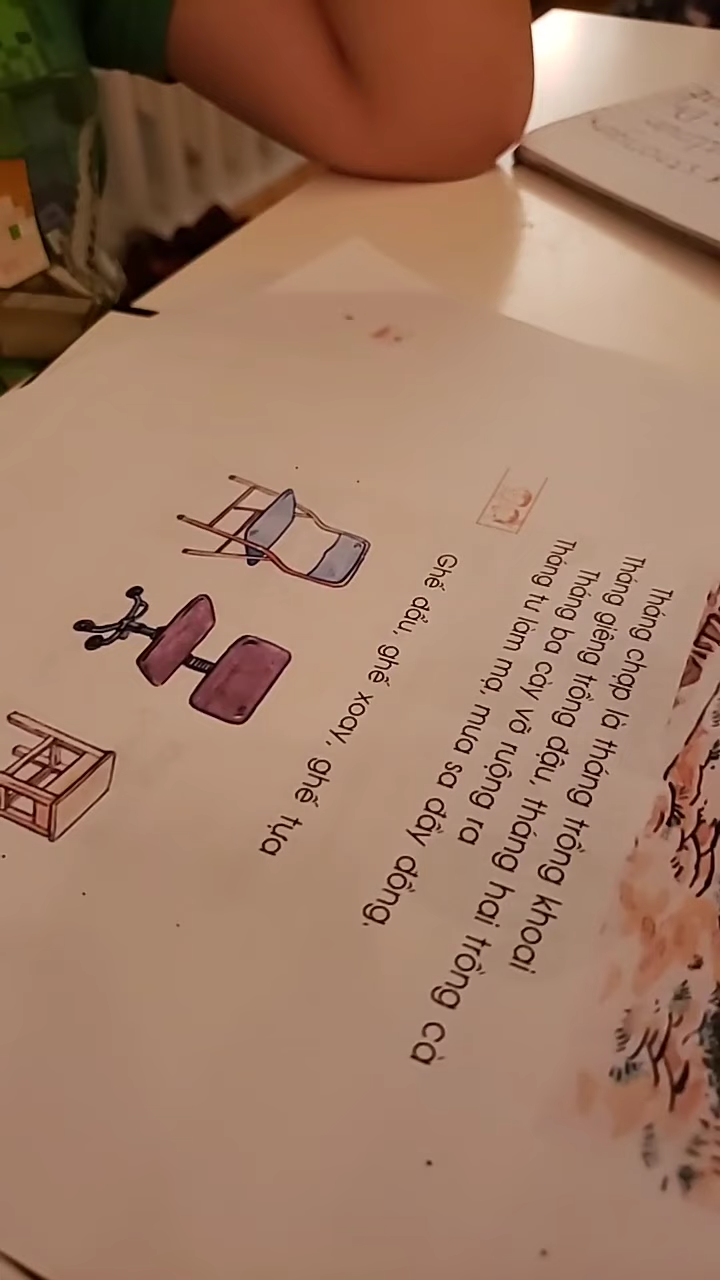 Tháng chạp là tháng trồng khoai
Tháng giêng trồng đậu, tháng hai trồng cà
Tháng ba cày vỡ ruộng ra
Tháng tư làm mạ, mưa sa đầy đồng.
Ghế đẩu, ghế xoay, ghế tựa